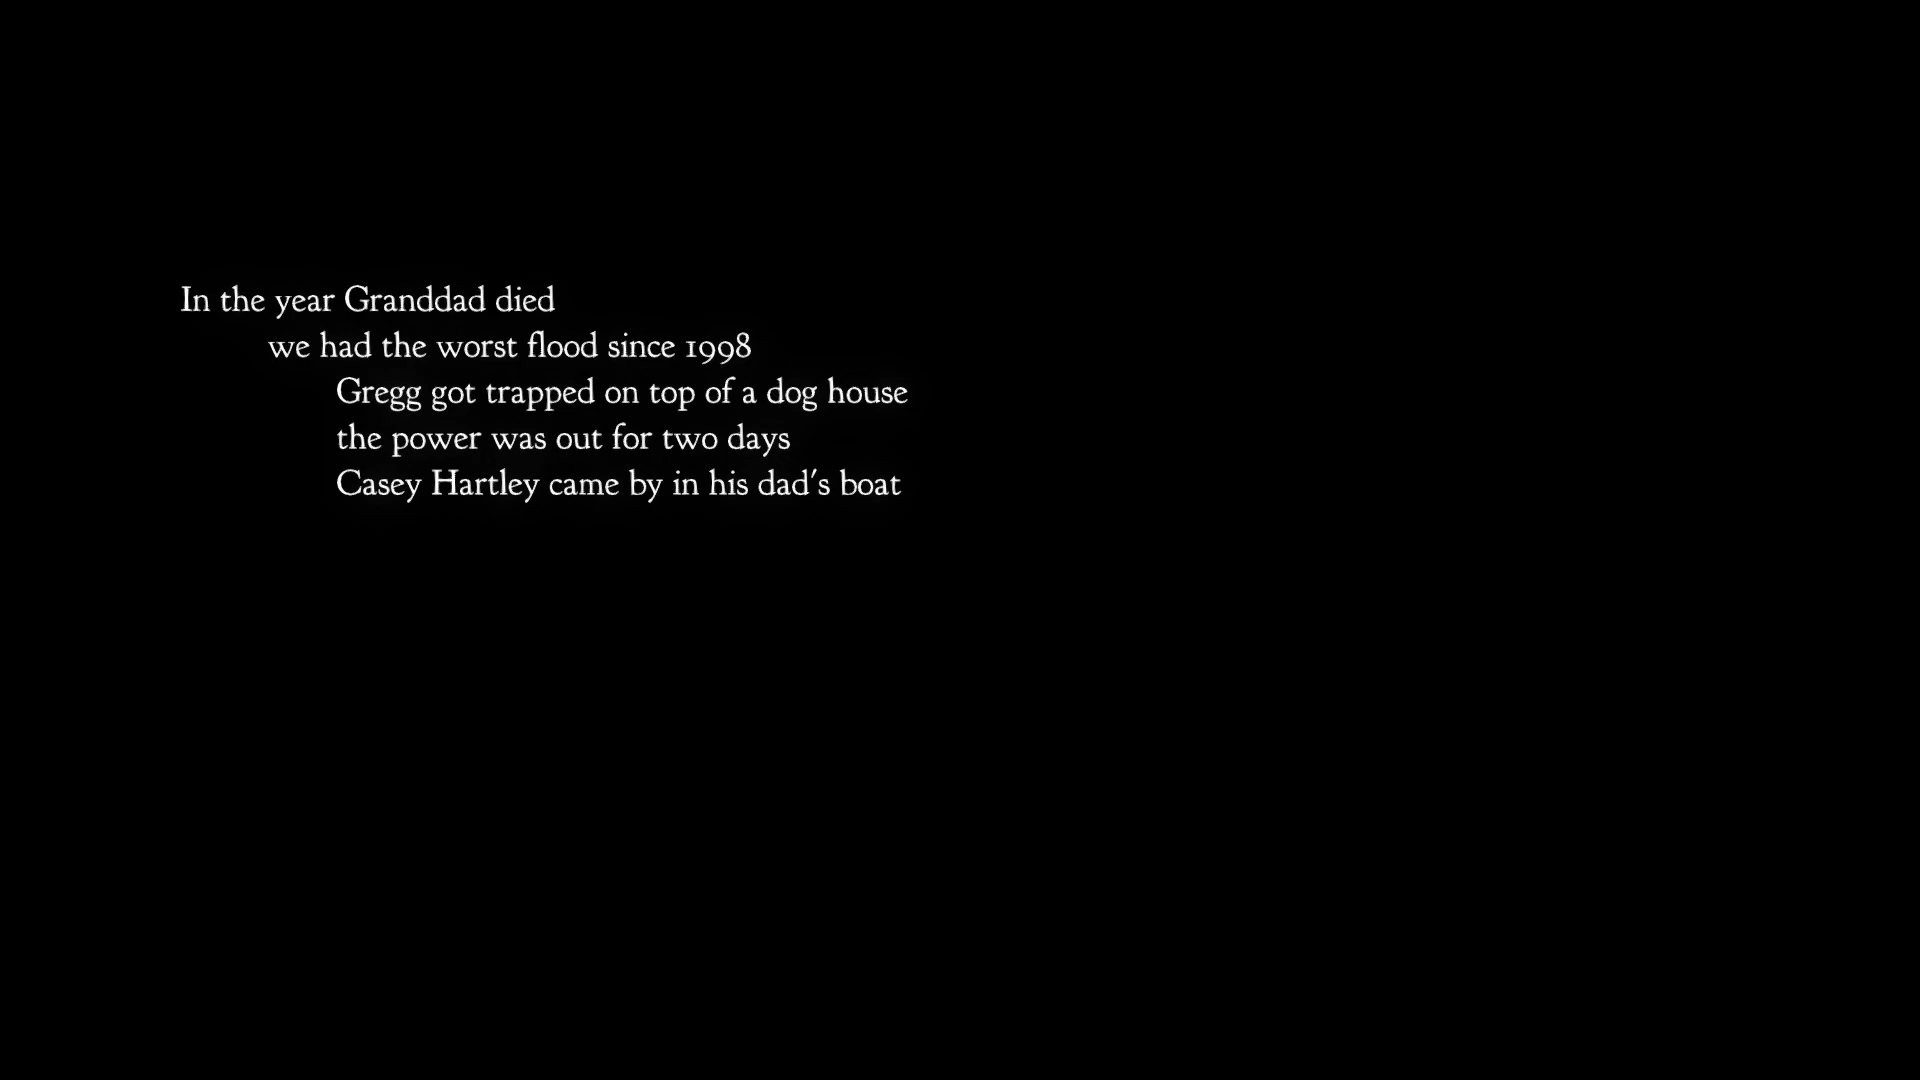 In the year Granddad died
we had the worst flood since 1998
Gregg got trapped on top of a dog house
the power was out for two days
Casey Hartley came by in his dad's boat